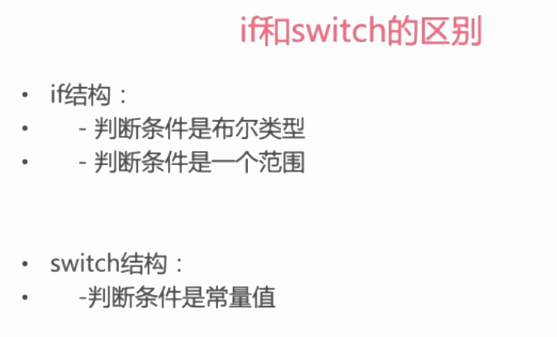 if和switch的区别
• if结构：
• - 判断条件是布尔类型
• - 判断条件是一个范围
• switch结构：
• -判断条件是常量值